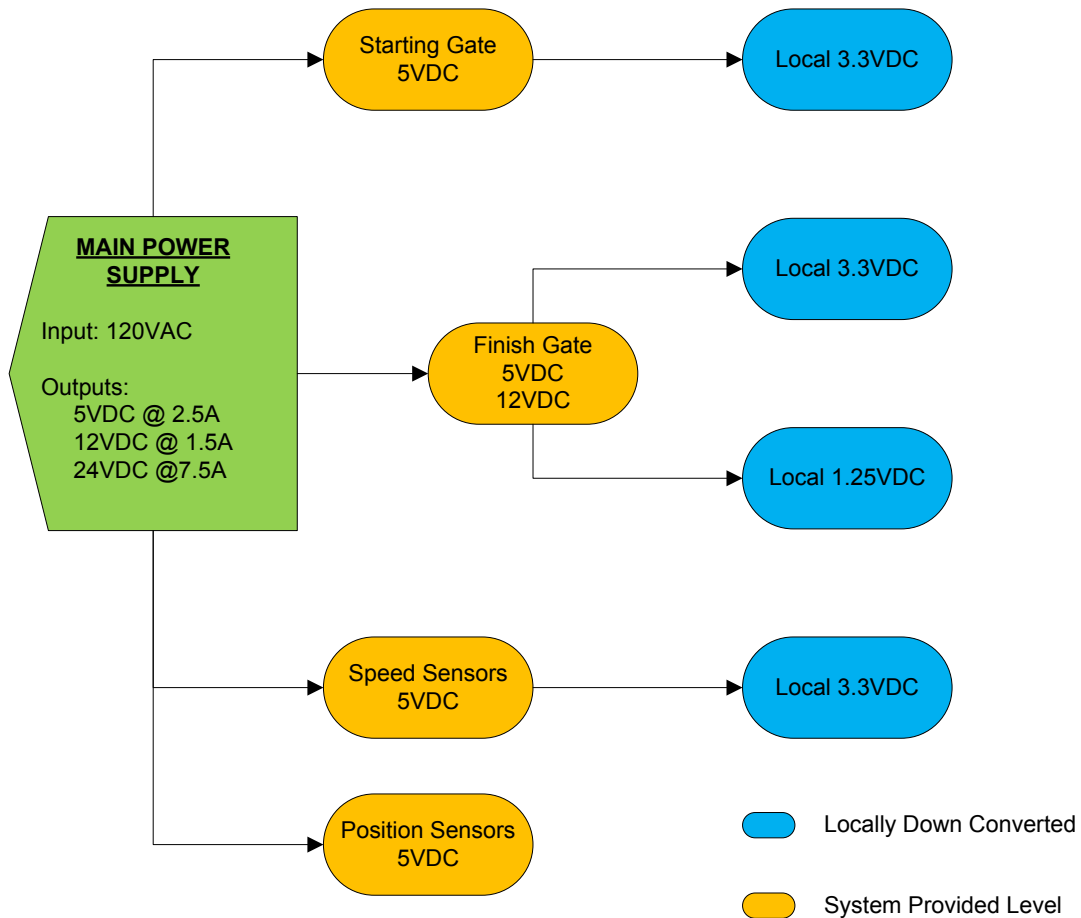 Starting Gate
5VDC
Local 3.3VDC
MAIN POWER
SUPPLY
Input: 120VAC
Outputs:
5VDC @ 2.5A
12VDC @ 1.5A
24VDC @7.5A
Local 3.3VDC
Finish Gate
5VDC
12VDC
Local 1.25VDC
Speed Sensors
5VDC
Local 3.3VDC
Position Sensors
5VDC
Locally Down Converted
System Provided Level